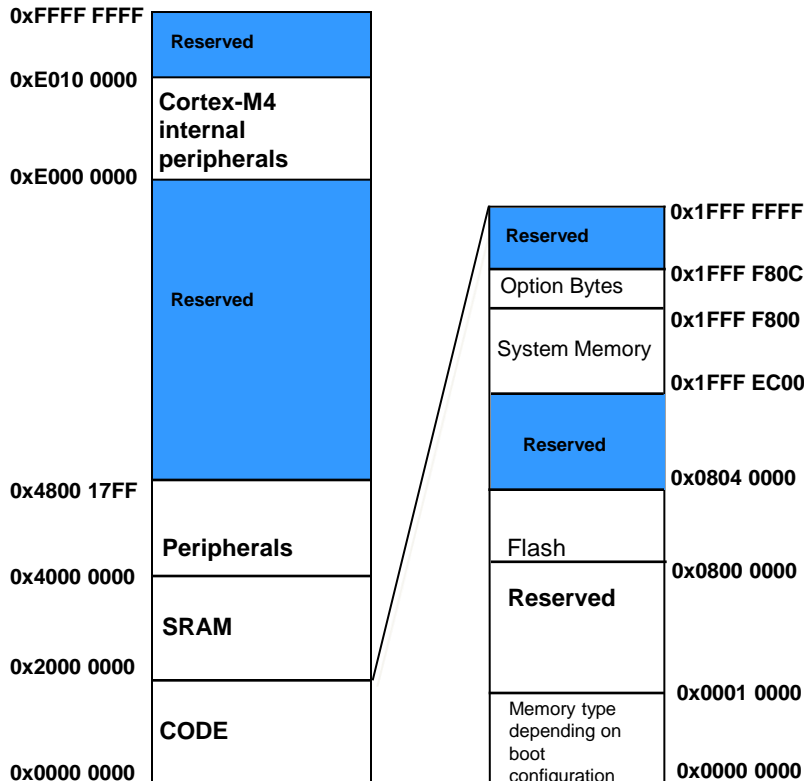 0xFFFF FFFF
Reserved
0xE010 0000
Cortex-M4
internal
peripherals
0xE000 0000
Reserved
0x4800 17FF
Peripherals
0x4000 0000
SRAM
0x2000 0000
CODE
0x0000 0000
0x1FFF FFFF
Reserved
0x1FFF F80C
Option Bytes
0x1FFF F800
System Memory
0x1FFF EC00
Reserved
0x0804 0000
Flash
0x0800 0000
Reserved
0x0001 0000
Memory type
depending on
boot
configuration
0x0000 0000